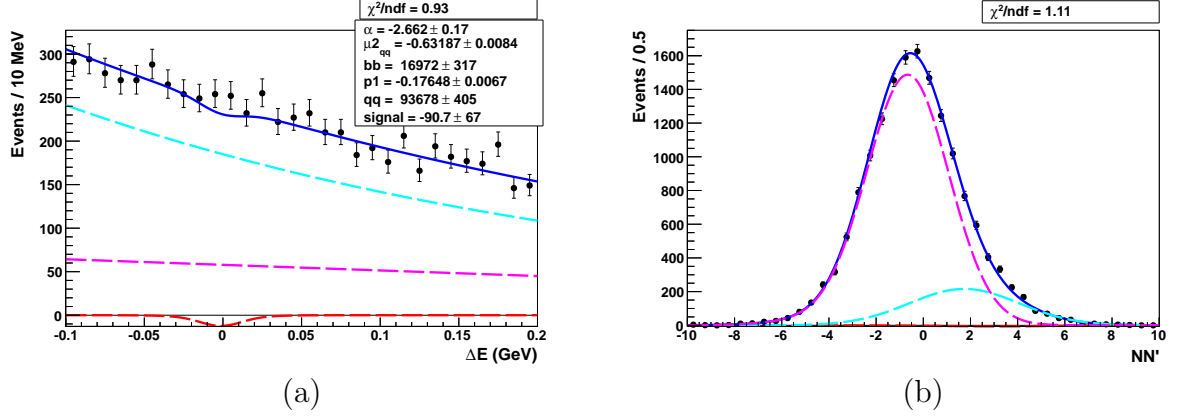 χ²/ndf = 0.93
α = -2.662 ± 0.17
μ2_qq = -0.63187 ± 0.0084
bb = 16972 ± 317
p1 = -0.17648 ± 0.0067
qq = 93678 ± 405
signal = -90.7 ± 67
Events / 10 MeV
300
250
200
150
100
50
0
-0.1 -0.05 0 0.05 0.1 0.15 0.2
ΔE (GeV)
(a)
χ²/ndf = 1.11
Events / 0.5
1600
1400
1200
1000
800
600
400
200
0
-10 -8 -6 -4 -2 0 2 4 6 8 10
NN'
(b)